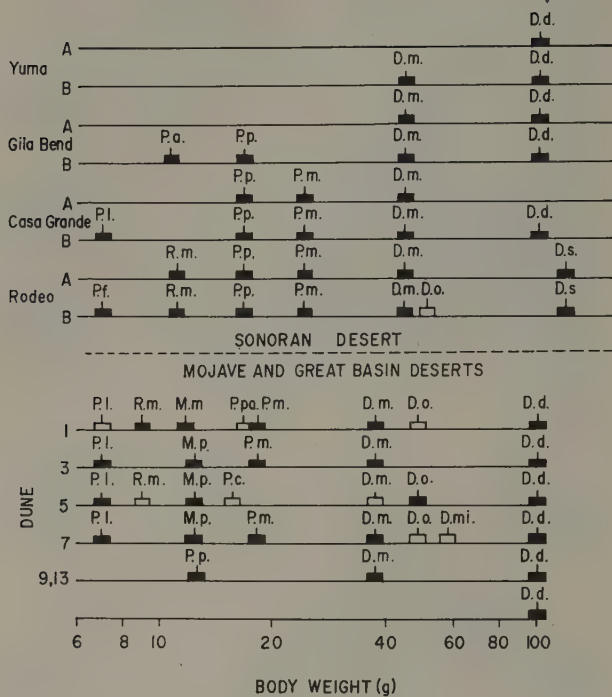 D.d.
A
Yuma
D.m. D.d.
B
D.m. D.d.
A
Gila Bend
P.a. P.p. D.m. D.d.
B
P.p. P.m. D.m.
A
Casa Grande
P.l. P.p. P.m. D.m. D.d.
B
R.m. P.p. P.m. D.m. D.s.
A
Rodeo
P.f. R.m. P.p. P.m. D.m. D.o. D.s
B
SONORAN DESERT
MOJAVE AND GREAT BASIN DESERTS
P.l. R.m. M.m P.pa. P.m. D.m. D.o. D.d.
1
P.l. M.p. P.m. D.m. D.d.
3
P.l. R.m. M.p. P.c. D.m. D.o. D.d.
5
DUNE
P.l. M.p. P.m. D.m. D.o. D.mi. D.d.
7
P.p. D.m. D.d.
9,13
D.d.
6 8 10 20 40 60 80 100
BODY WEIGHT (g)